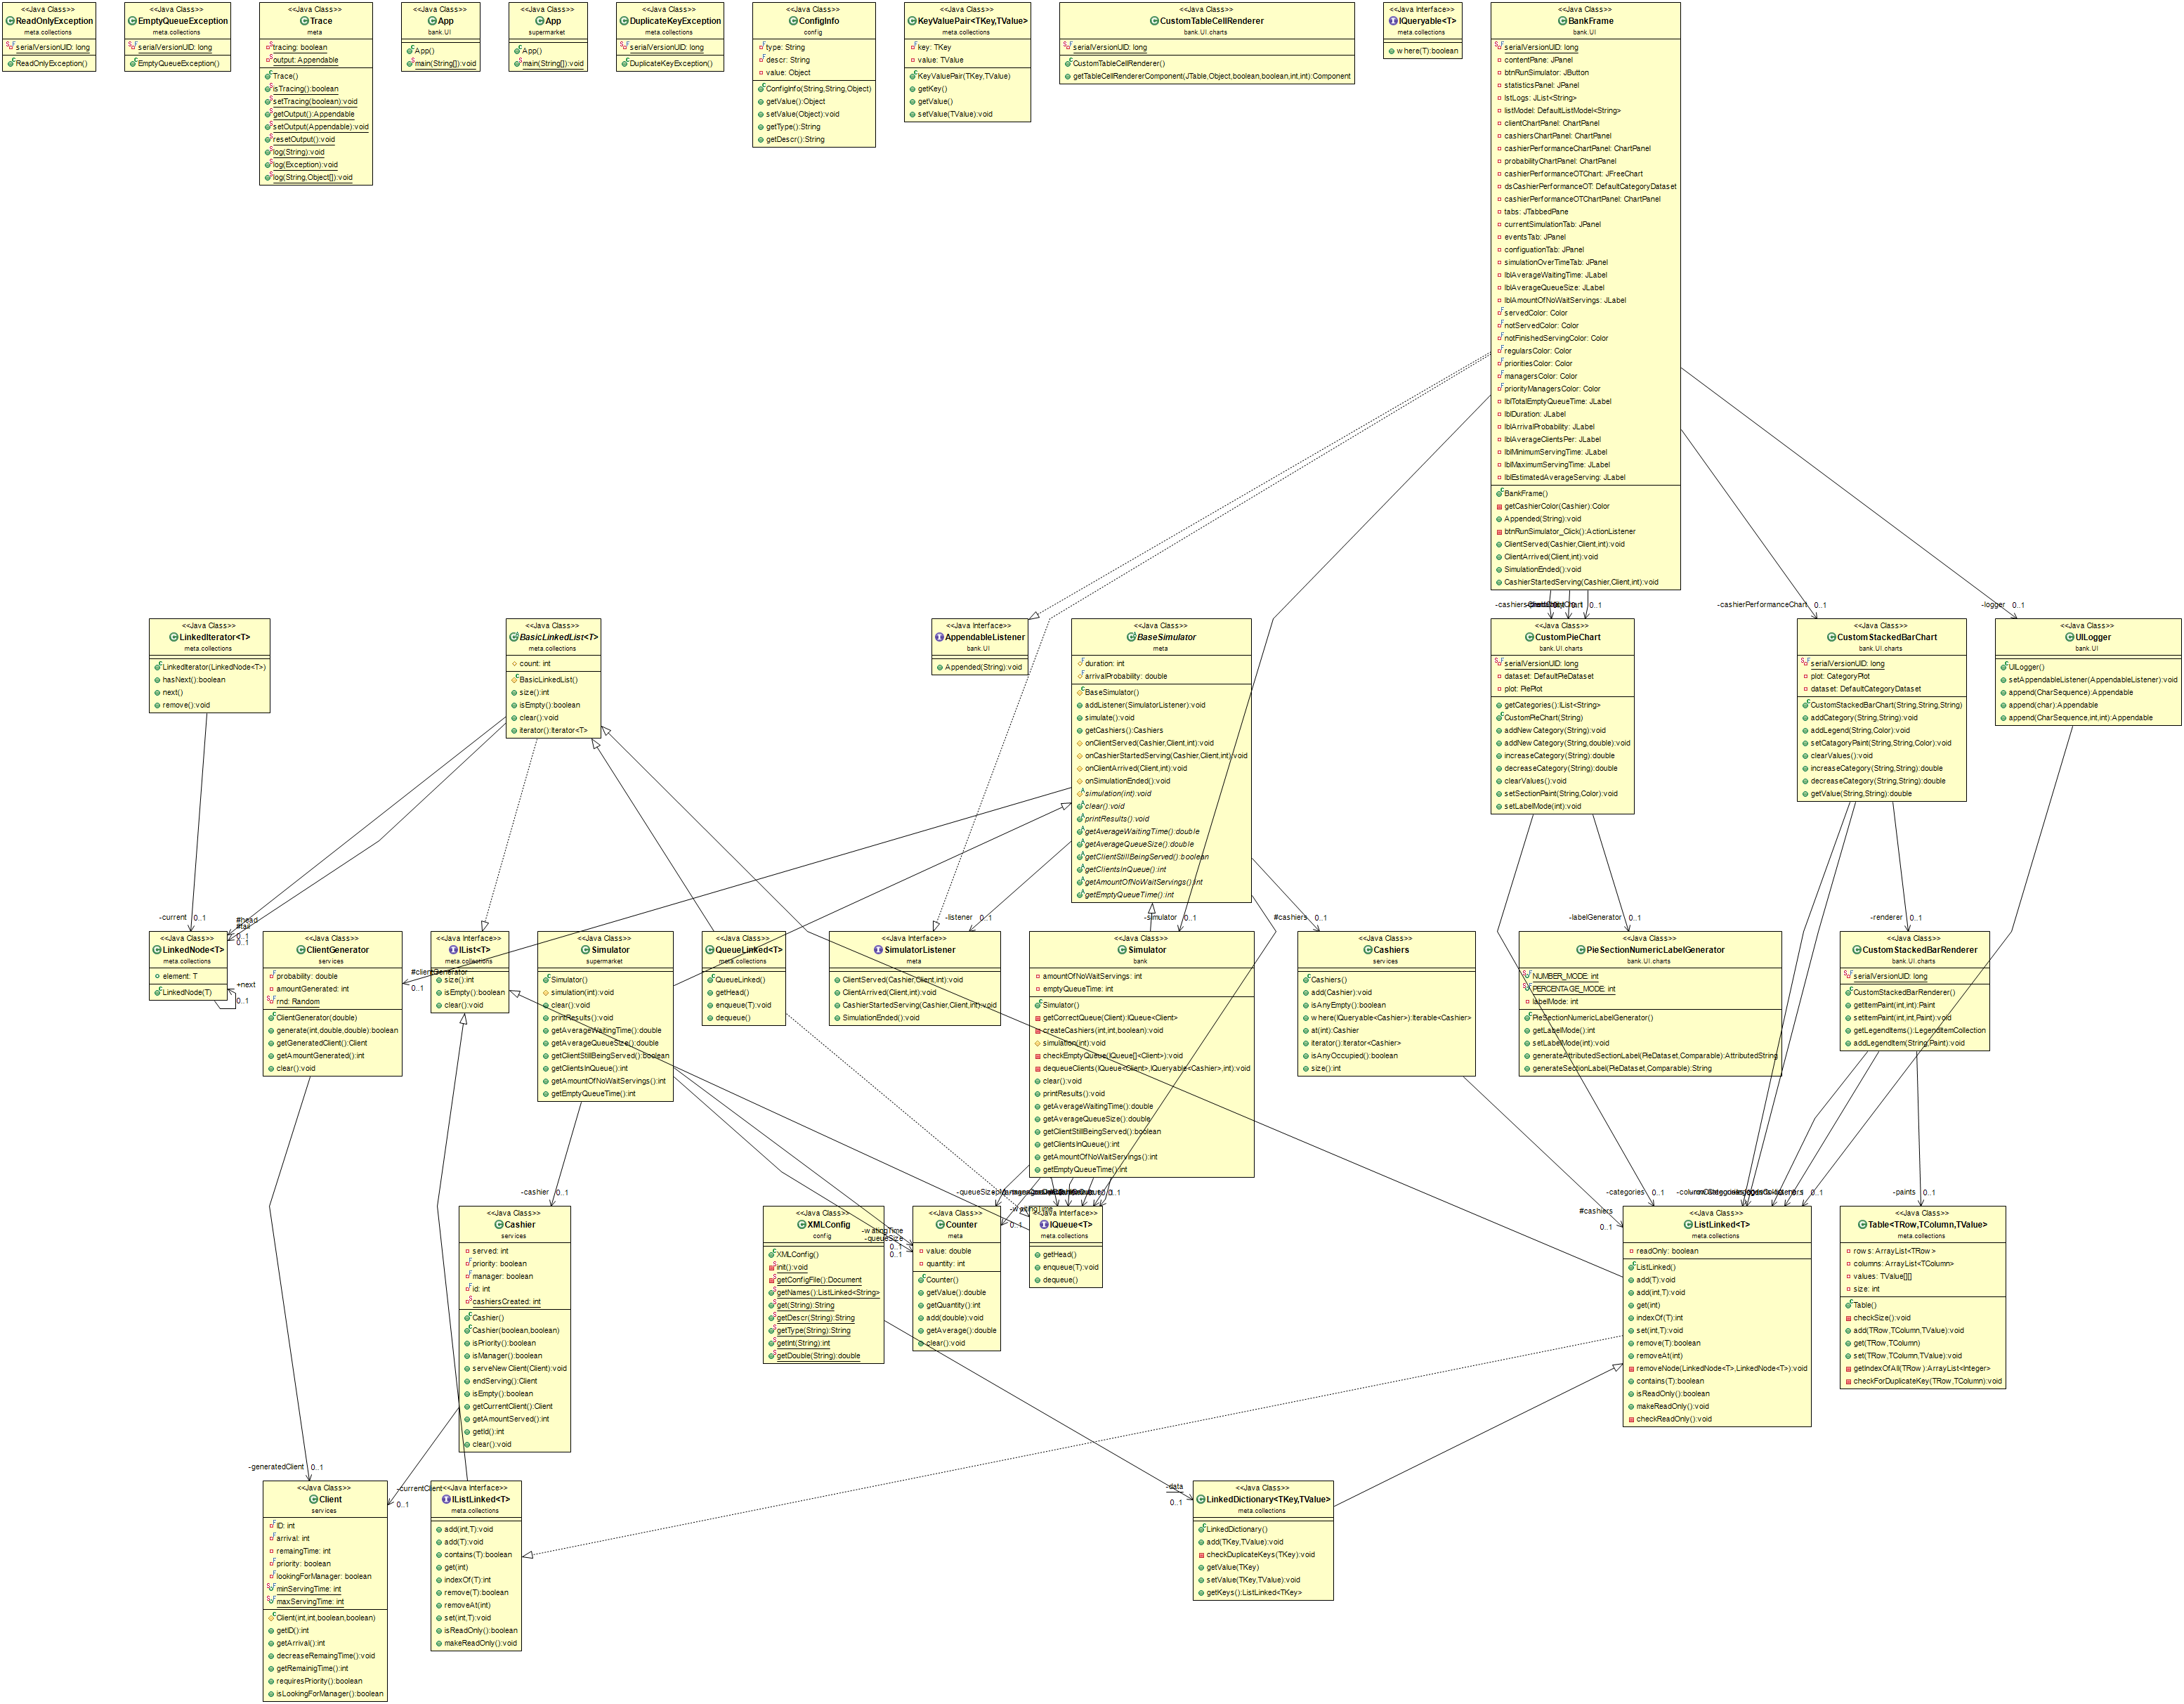 <<Java Class>>
ReadOnlyException
meta.collections
serialVersionUID: long
ReadOnlyException()
<<Java Class>>
EmptyQueueException
meta.collections
serialVersionUID: long
EmptyQueueException()
<<Java Class>>
Trace
meta
tracing: boolean
output: Appendable
Trace()
isTracing():boolean
setTracing(boolean):void
getOutput():Appendable
setOutput(Appendable):void
resetOutput():void
log(String):void
log(Exception):void
log(String,Object[]):void
<<Java Class>>
App
bank.UI
App()
main(String[]):void
<<Java Class>>
App
supermarket
App()
main(String[]):void
<<Java Class>>
DuplicateKeyException
meta.collections
serialVersionUID: long
DuplicateKeyException()
<<Java Class>>
ConfigInfo
config
type: String
descr: String
value: Object
ConfigInfo(String,String,Object)
getValue():Object
setValue(Object):void
getType():String
getDescr():String
<<Java Class>>
KeyValuePair<TKey,TValue>
meta.collections
key: TKey
value: TValue
KeyValuePair(TKey,TValue)
getKey()
getValue()
setValue(TValue):void
<<Java Class>>
CustomTableCellRenderer
bank.UI.charts
serialVersionUID: long
CustomTableCellRenderer()
getTableCellRendererComponent(JTable,Object,boolean,boolean,int,int):Component
<<Java Interface>>
IQueryable<T>
meta.collections
where(T):boolean
<<Java Class>>
BankFrame
bank.UI
serialVersionUID: long
contentPane: JPanel
btnRunSimulator: JButton
statisticsPanel: JPanel
lstLogs: JList<String>
listModel: DefaultListModel<String>
clientChartPanel: ChartPanel
cashiersChartPanel: ChartPanel
cashierPerformanceChartPanel: ChartPanel
probabilityChartPanel: ChartPanel
cashierPerformanceOTChart: JFreeChart
dsCashierPerformanceOT: DefaultCategoryDataset
cashierPerformanceOTChartPanel: ChartPanel
tabs: JTabbedPane
currentSimulationTab: JPanel
eventsTab: JPanel
configuationTab: JPanel
simulationOverTimeTab: JPanel
lblAverageWaitingTime: JLabel
lblAverageQueueSize: JLabel
lblAmountOfNoWaitServings: JLabel
servedColor: Color
notServedColor: Color
notFinishedServingColor: Color
regularsColor: Color
prioritiesColor: Color
managersColor: Color
priorityManagersColor: Color
lblTotalEmptyQueueTime: JLabel
lblDuration: JLabel
lblArrivalProbability: JLabel
lblAverageClientsPer: JLabel
lblMinimumServingTime: JLabel
lblMaximumServingTime: JLabel
lblEstimatedAverageServing: JLabel
BankFrame()
getCashierColor(Cashier):Color
Appended(String):void
btnRunSimulator_Click():ActionListener
ClientServed(Cashier,Client,int):void
ClientArrived(Client,int):void
SimulationEnded():void
CashierStartedServing(Cashier,Client,int):void
0..1
0..1
-cashierPerformanceChart 0..1
-logger 0..1
<<Java Class>>
LinkedIterator<T>
meta.collections
LinkedIterator(LinkedNode<T>)
hasNext():boolean
next()
remove():void
<<Java Class>>
BasicLinkedList<T>
meta.collections
count: int
BasicLinkedList()
size():int
isEmpty():boolean
clear():void
iterator():Iterator<T>
<<Java Interface>>
AppendableListener
bank.UI
Appended(String):void
<<Java Class>>
BaseSimulator
meta
duration: int
arrivalProbability: double
BaseSimulator()
addListener(SimulatorListener):void
simulate():void
getCashiers():Cashiers
onClientServed(Cashier,Client,int):void
onCashierStartedServing(Cashier,Client,int):void
onClientArrived(Client,int):void
onSimulationEnded():void
simulation(int):void
clear():void
printResults():void
getAverageWaitingTime():double
getAverageQueueSize():double
getClientStillBeingServed():boolean
getClientsInQueue():int
getAmountOfNoWaitServings():int
getEmptyQueueTime():int
<<Java Class>>
CustomPieChart
bank.UI.charts
serialVersionUID: long
dataset: DefaultPieDataset
plot: PiePlot
getCategories():IList<String>
CustomPieChart(String)
addNewCategory(String):void
addNewCategory(String,double):void
increaseCategory(String):double
decreaseCategory(String):double
clearValues():void
setSectionPaint(String,Color):void
setLabelMode(int):void
<<Java Class>>
CustomStackedBarChart
bank.UI.charts
serialVersionUID: long
plot: CategoryPlot
dataset: DefaultCategoryDataset
CustomStackedBarChart(String,String,String)
addCategory(String,String):void
addLegend(String,Color):void
setCatagoryPaint(String,String,Color):void
clearValues():void
increaseCategory(String,String):double
decreaseCategory(String,String):double
getValue(String,String):double
<<Java Class>>
UILogger
bank.UI
UILogger()
setAppendableListener(AppendableListener):void
append(CharSequence):Appendable
append(char):Appendable
append(CharSequence,int,int):Appendable
-current 0..1
#head
0..1
0..1
-listener 0..1
-simulator 0..1
#cashiers 0..1
-labelGenerator 0..1
-renderer 0..1
<<Java Class>>
LinkedNode<T>
meta.collections
element: T
LinkedNode(T)
+next
0..1
<<Java Class>>
ClientGenerator
services
probability: double
amountGenerated: int
rnd: Random
ClientGenerator(double)
generate(int,double,double):boolean
getGeneratedClient():Client
getAmountGenerated():int
clear():void
#clientGenerator
0..1
<<Java Interface>>
IList<T>
meta.collections
size():int
isEmpty():boolean
clear():void
<<Java Class>>
Simulator
supermarket
Simulator()
simulation(int):void
clear():void
printResults():void
getAverageWaitingTime():double
getAverageQueueSize():double
getClientStillBeingServed():boolean
getClientsInQueue():int
getAmountOfNoWaitServings():int
getEmptyQueueTime():int
<<Java Class>>
QueueLinked<T>
meta.collections
QueueLinked()
getHead()
enqueue(T):void
dequeue()
<<Java Interface>>
SimulatorListener
meta
ClientServed(Cashier,Client,int):void
ClientArrived(Client,int):void
CashierStartedServing(Cashier,Client,int):void
SimulationEnded():void
<<Java Class>>
Simulator
bank
amountOfNoWaitServings: int
emptyQueueTime: int
Simulator()
getCorrectQueue(Client):IQueue<Client>
createCashiers(int,int,boolean):void
simulation(int):void
checkEmptyQueue(IQueue[]<Client>):void
dequeueClients(IQueue<Client>,IQueryable<Cashier>,int):void
clear():void
printResults():void
getAverageWaitingTime():double
getAverageQueueSize():double
getClientStillBeingServed():boolean
getClientsInQueue():int
getAmountOfNoWaitServings():int
getEmptyQueueTime():int
<<Java Class>>
Cashiers
services
Cashiers()
add(Cashier):void
isAnyEmpty():boolean
where(IQueryable<Cashier>):Iterable<Cashier>
at(int):Cashier
iterator():Iterator<Cashier>
isAnyOccupied():boolean
size():int
<<Java Class>>
PieSectionNumericLabelGenerator
bank.UI.charts
NUMBER_MODE: int
PERCENTAGE_MODE: int
labelMode: int
PieSectionNumericLabelGenerator()
getLabelMode():int
setLabelMode(int):void
generateAttributedSectionLabel(PieDataset,Comparable):AttributedString
generateSectionLabel(PieDataset,Comparable):String
<<Java Class>>
CustomStackedBarRenderer
bank.UI.charts
serialVersionUID: long
CustomStackedBarRenderer()
getItemPaint(int,int):Paint
setItemPaint(int,int,Paint):void
getLegendItems():LegendItemCollection
addLegendItem(String,Paint):void
-cashier 0..1
-categories 0..1
-paints 0..1
#cashiers
0..1
<<Java Class>>
Cashier
services
served: int
priority: boolean
manager: boolean
id: int
cashiersCreated: int
Cashier()
Cashier(boolean,boolean)
isPriority():boolean
isManager():boolean
serveNewClient(Client):void
endServing():Client
isEmpty():boolean
getCurrentClient():Client
getAmountServed():int
getId():int
clear():void
<<Java Class>>
XMLConfig
config
XMLConfig()
init():void
getConfigFile():Document
getNames():ListLinked<String>
get(String):String
getDescr(String):String
getType(String):String
getInt(String):int
getDouble(String):double
-queueSize
0..1
0..1
<<Java Class>>
Counter
meta
value: double
quantity: int
Counter()
getValue():double
getQuantity():int
add(double):void
getAverage():double
clear():void
0..1
<<Java Interface>>
IQueue<T>
meta.collections
getHead()
enqueue(T):void
dequeue()
<<Java Class>>
ListLinked<T>
meta.collections
readOnly: boolean
ListLinked()
add(T):void
add(int,T):void
get(int)
indexOf(T):int
set(int,T):void
remove(T):boolean
removeAt(int)
removeNode(LinkedNode<T>,LinkedNode<T>):void
contains(T):boolean
isReadOnly():boolean
makeReadOnly():void
checkReadOnly():void
<<Java Class>>
Table<TRow,TColumn,TValue>
meta.collections
rows: ArrayList<TRow>
columns: ArrayList<TColumn>
values: TValue[][]
size: int
Table()
checkSize():void
add(TRow,TColumn,TValue):void
get(TRow,TColumn)
set(TRow,TColumn,TValue):void
getIndexOfAll(TRow):ArrayList<Integer>
checkForDuplicateKey(TRow,TColumn):void
-generatedClient 0..1
-currentClient
0..1
-data
0..1
<<Java Class>>
Client
services
ID: int
arrival: int
remaingTime: int
priority: boolean
lookingForManager: boolean
minServingTime: int
maxServingTime: int
Client(int,int,boolean,boolean)
getID():int
getArrival():int
decreaseRemaingTime():void
getRemainigTime():int
requiresPriority():boolean
isLookingForManager():boolean
<<Java Interface>>
IListLinked<T>
meta.collections
add(int,T):void
add(T):void
contains(T):boolean
get(int)
indexOf(T):int
remove(T):boolean
removeAt(int)
set(int,T):void
isReadOnly():boolean
makeReadOnly():void
<<Java Class>>
LinkedDictionary<TKey,TValue>
meta.collections
LinkedDictionary()
add(TKey,TValue):void
checkDuplicateKeys(TKey):void
getValue(TKey)
setValue(TKey,TValue):void
getKeys():ListLinked<TKey>